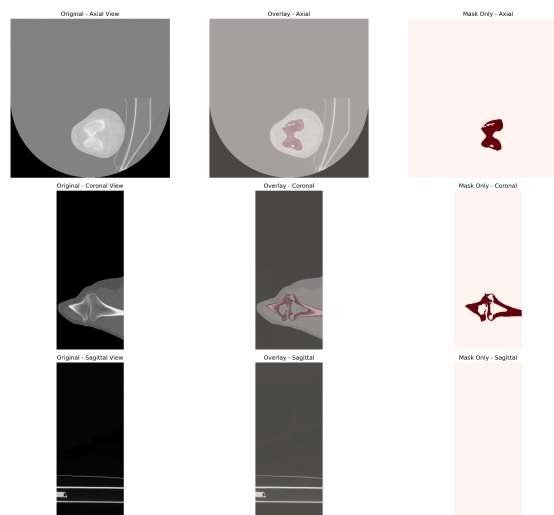 Original - Axial View
Overlay - Axial
Mask Only - Axial
Original - Coronal View
Overlay - Coronal
Mask Only - Coronal
Original - Sagittal View
Overlay - Sagittal
Mask Only - Sagittal